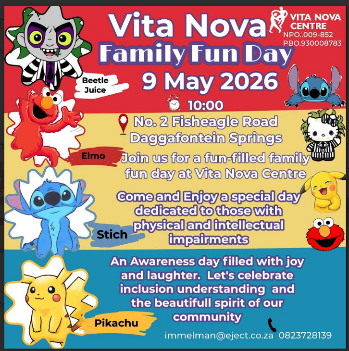 Vita Nova
VITA NOVA
CENTRE
NPO..009-852
PBO.930008783
Family Fun Day
9 May 2026
10:00
Beetle
Juice
No. 2 Fisheagle Road
Daggafontein Springs
Elmo
Join us for a fun-filled family
fun day at Vita Nova Centre
Come and Enjoy a special day
dedicated to those with
physical and intellectual
impairments
Stich
An Awareness day filled with joy
and laughter. Let's celebrate
inclusion understanding and
the beautifull spirit of our
community
Pikachu
immelman@eject.co.za 0823728139